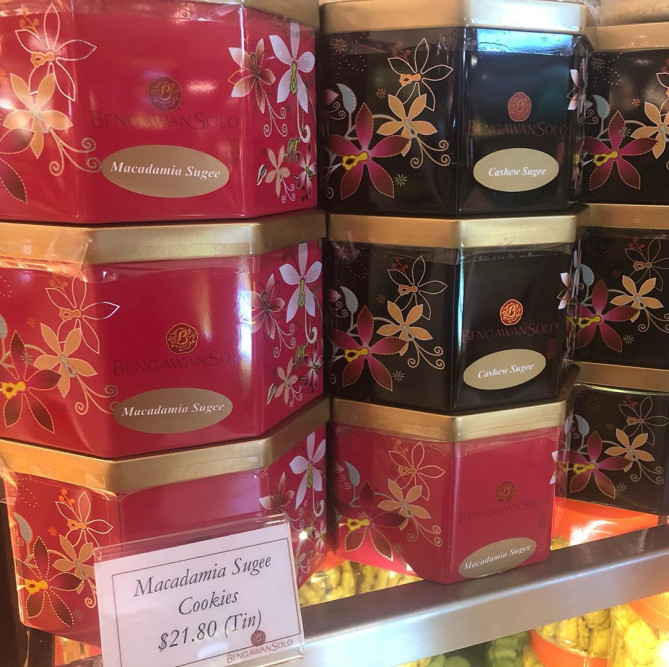 BENGAWANSOLO
Macadamia Sugee
BENGAWANSOLO
Cashew Sugee
BENGAWANSOLO
Macadamia Sugee
BENGAWANSOLO
Cashew Sugee
BENGAWANSOLO
Macadamia Sugee
Macadamia Sugee
Cookies
$21.80 (Tin)
BENGAWANSOLO